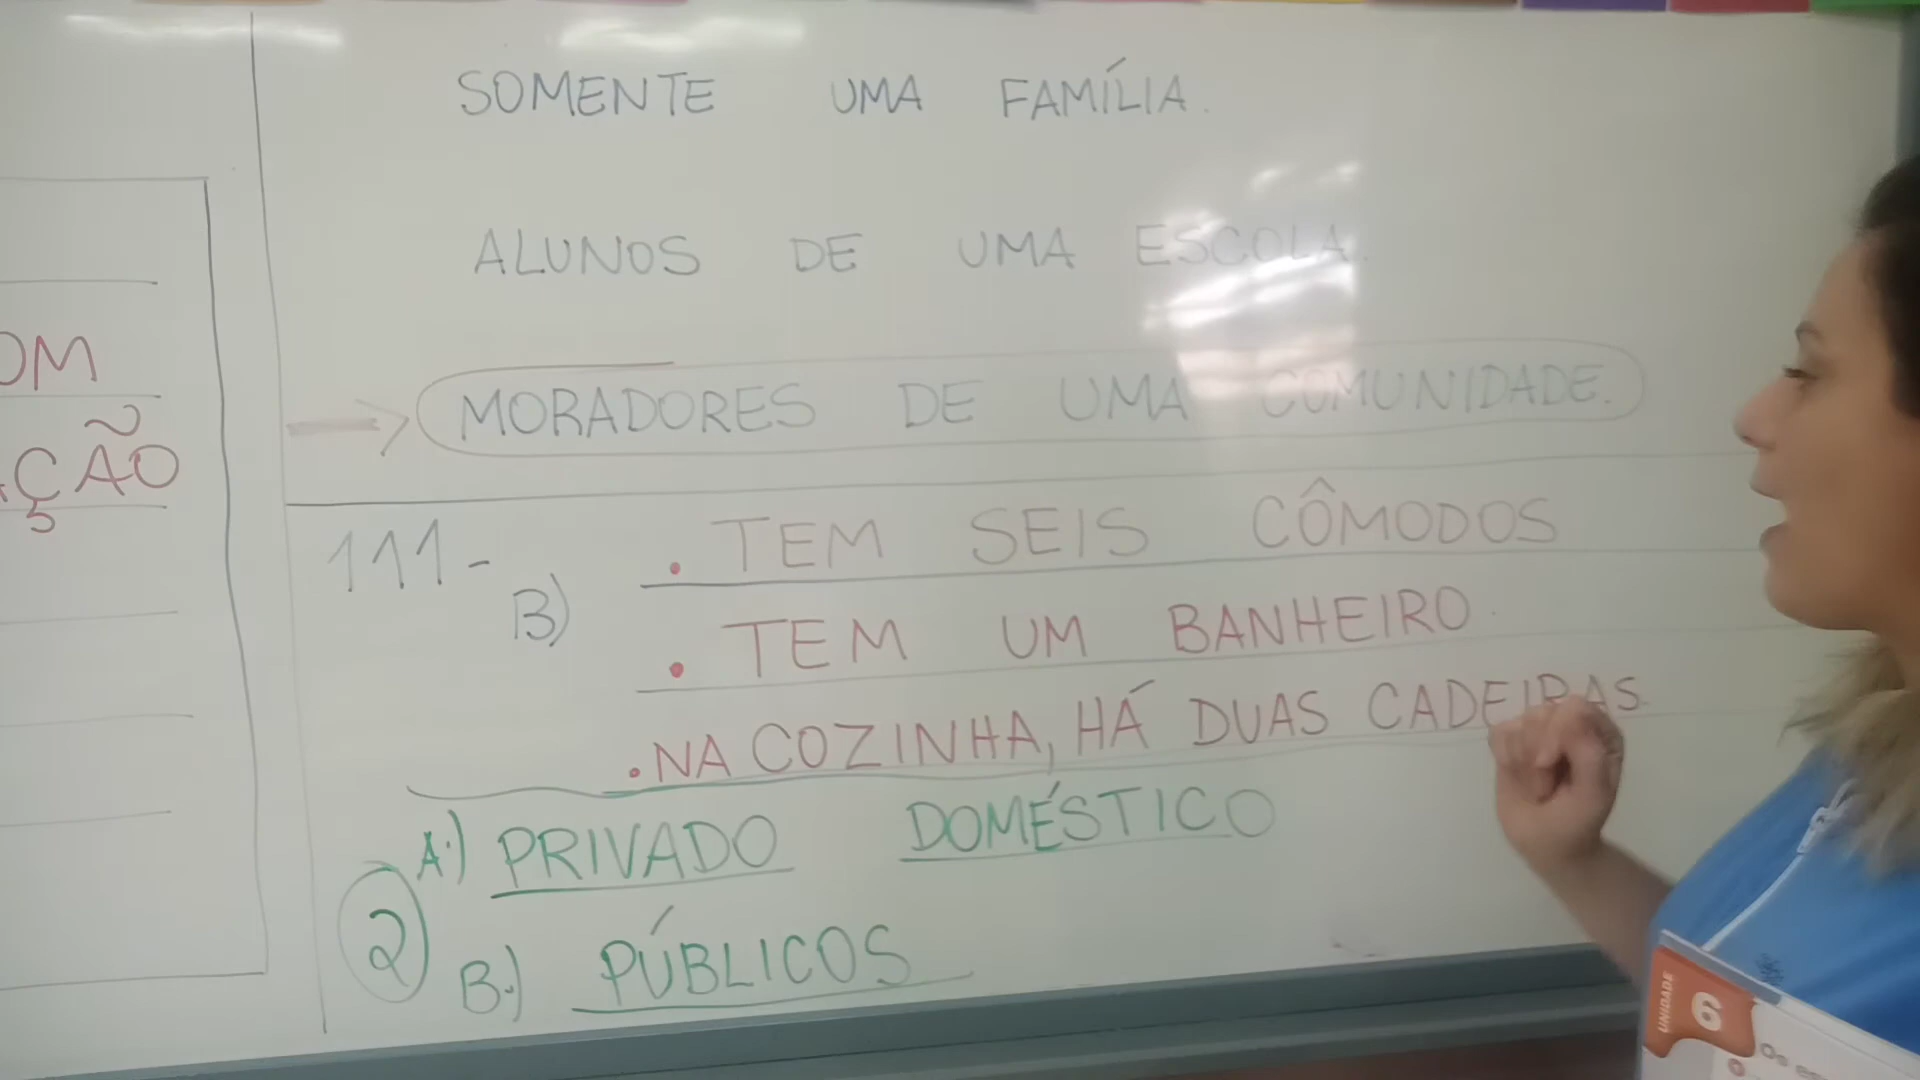 SOMENTE UMA FAMÍLIA.
ALUNOS DE UMA ESCOLA.
MORADORES DE UMA COMUNIDADE.
OM
ÇÃO
111-
B)
. TEM SEIS CÔMODOS
. TEM UM BANHEIRO.
. NA COZINHA, HÁ DUAS CADEIRAS.
2
A.) PRIVADO DOMÉSTICO
B.) PÚBLICOS
UNIDADE
6